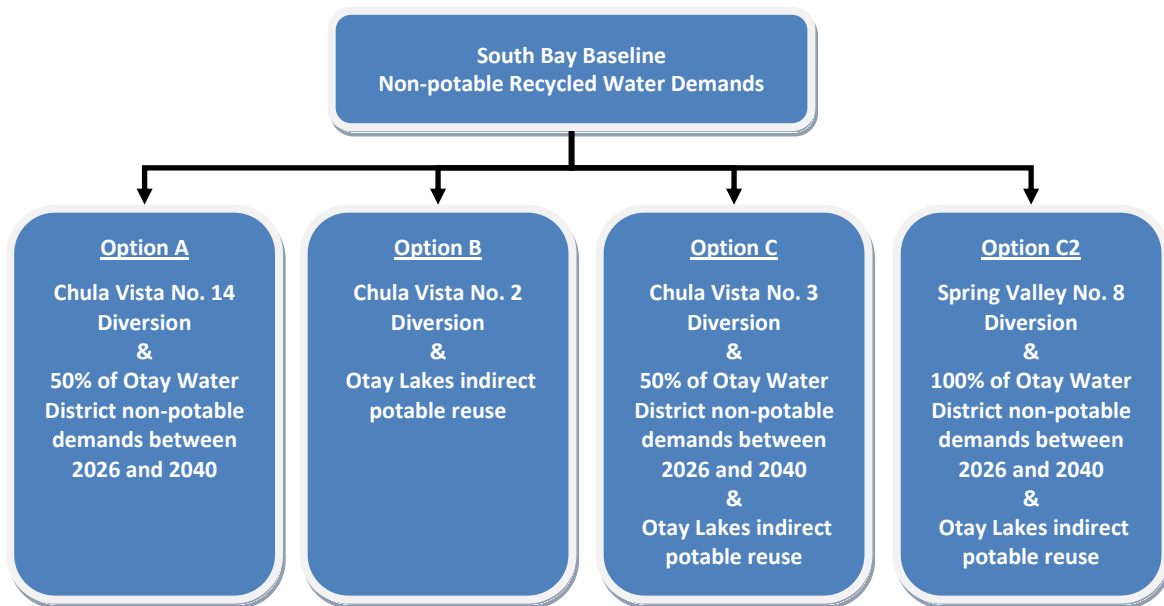 South Bay Baseline
Non-potable Recycled Water Demands
Option A
Chula Vista No. 14
Diversion
&
50% of Otay Water
District non-potable
demands between
2026 and 2040
Option B
Chula Vista No. 2
Diversion
&
Otay Lakes indirect
potable reuse
Option C
Chula Vista No. 3
Diversion
&
50% of Otay Water
District non-potable
demands between
2026 and 2040
&
Otay Lakes indirect
potable reuse
Option C2
Spring Valley No. 8
Diversion
&
100% of Otay Water
District non-potable
demands between
2026 and 2040
&
Otay Lakes indirect
potable reuse